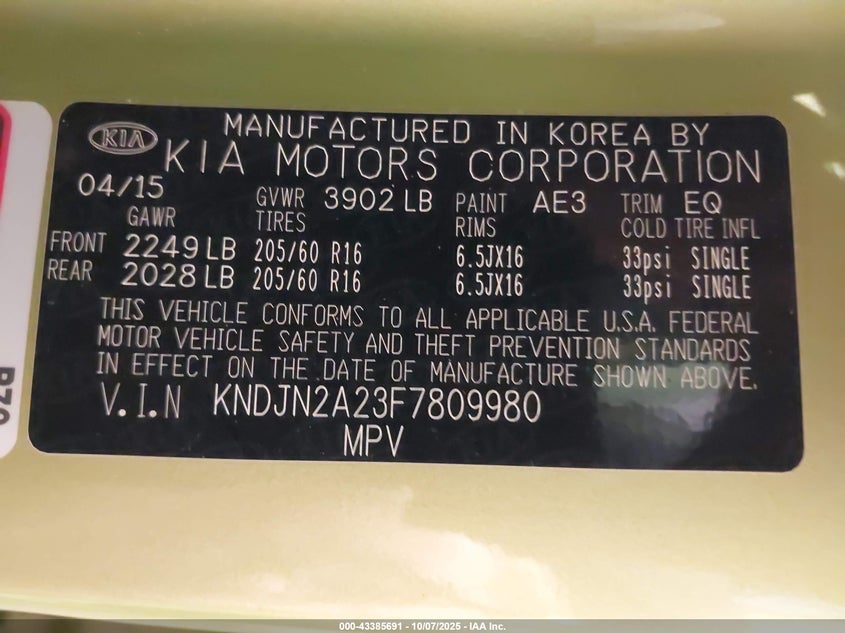 KIA
MANUFACTURED IN KOREA BY
KIA MOTORS CORPORATION
04/15 GVWR 3902 LB PAINT AE3 TRIM EQ
GAWR TIRES RIMS COLD TIRE INFL
FRONT 2249 LB 205/60 R16 6.5JX16 33psi SINGLE
REAR 2028 LB 205/60 R16 6.5JX16 33psi SINGLE
THIS VEHICLE CONFORMS TO ALL APPLICABLE U.S.A. FEDERAL
MOTOR VEHICLE SAFETY AND THEFT PREVENTION STANDARDS
IN EFFECT ON THE DATE OF MANUFACTURE SHOWN ABOVE.
V.I.N KNDJN2A23F7809980
MPV
000-43385691 - 10/07/2025 - IAA Inc.